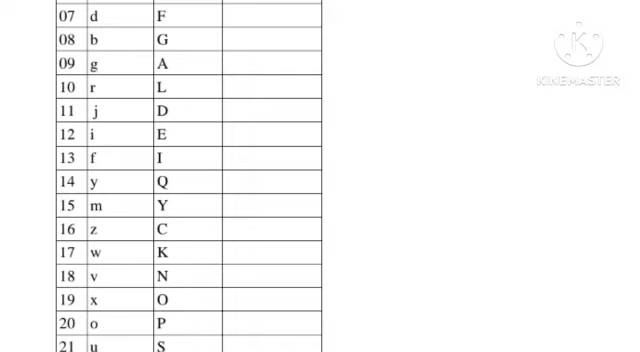 07 d F
08 b G
09 g A
10 r L
11 j D
12 i E
13 f I
14 y Q
15 m Y
16 z C
17 w K
18 v N
19 x O
20 o P
21 u S
K
KINEMASTER